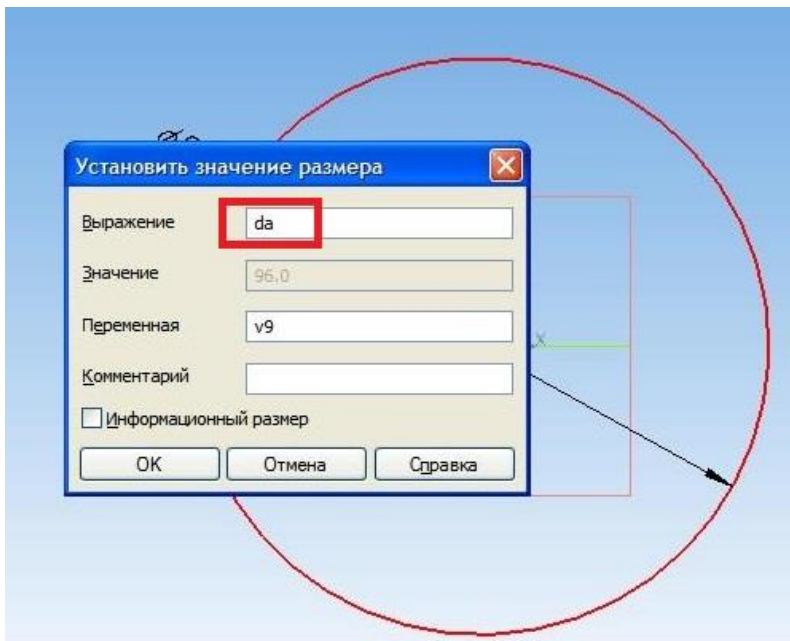 Установить значение размера
Выражение da
Значение 96.0
Переменная v9
Комментарий
Информационный размер
OK Отмена Справка
X